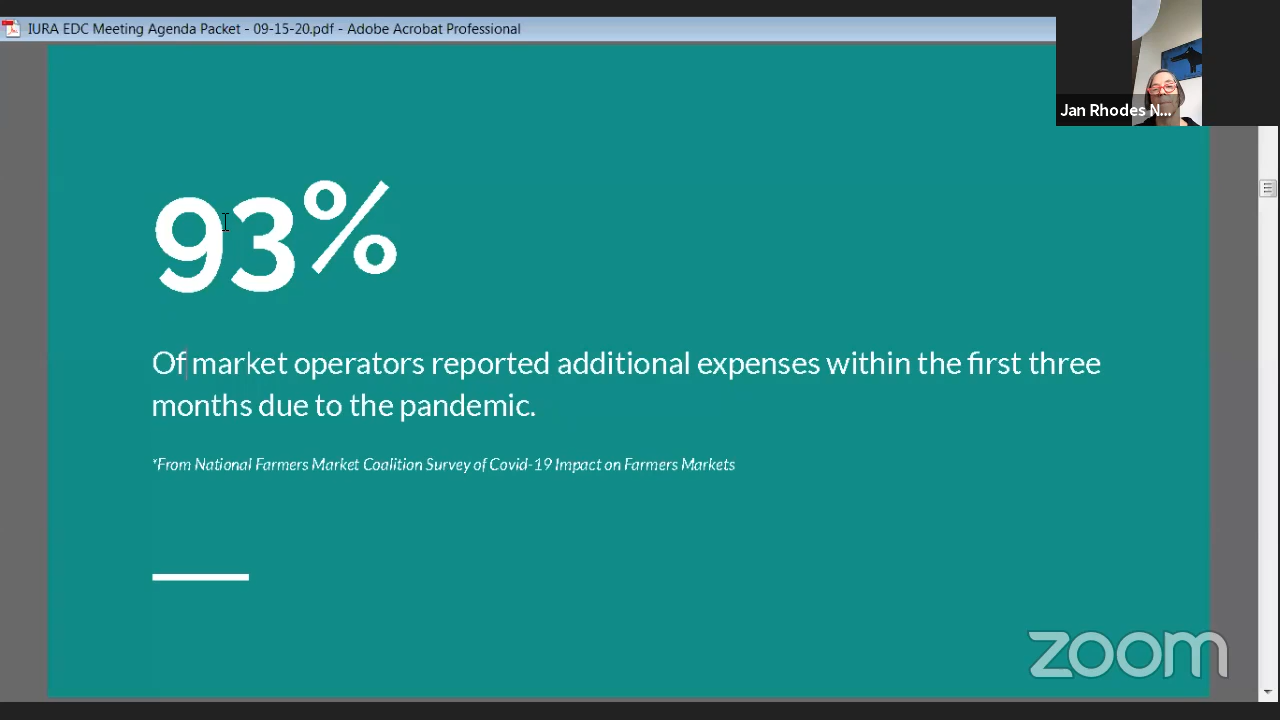 IURA EDC Meeting Agenda Packet - 09-15-20.pdf - Adobe Acrobat Professional
Jan Rhodes N...
93%
Of market operators reported additional expenses within the first three
months due to the pandemic.
*From National Farmers Market Coalition Survey of Covid-19 Impact on Farmers Markets
zoom